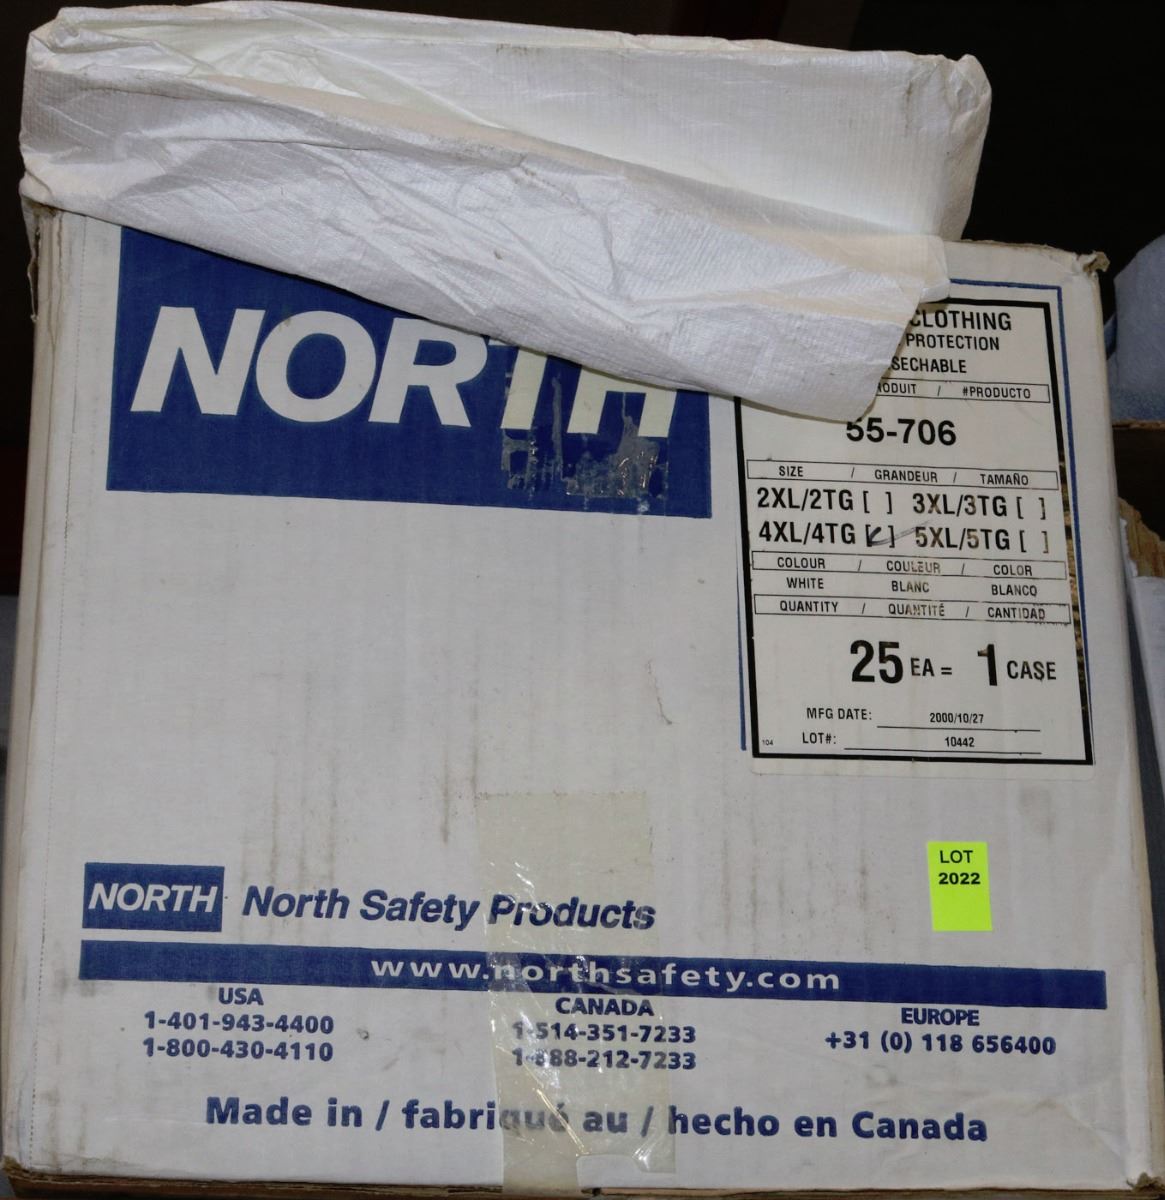 NORTH
CLOTHING
PROTECTION
SECHABLE
ODUIT / #PRODUCTO
55-706
SIZE / GRANDEUR / TAMAÑO
2XL/2TG [ ] 3XL/3TG [ ]
4XL/4TG [✓] 5XL/5TG [ ]
COLOUR / COULEUR / COLOR
WHITE BLANC BLANCO
QUANTITY / QUANTITÉ / CANTIDAD
25 EA = 1 CASE
MFG DATE: 2000/10/27
104 LOT#: 10442
LOT
2022
NORTH North Safety Products
www.northsafety.com
USA CANADA EUROPE
1-401-943-4400 1-514-351-7233 +31 (0) 118 656400
1-800-430-4110 1-888-212-7233
Made in / fabriqué au / hecho en Canada